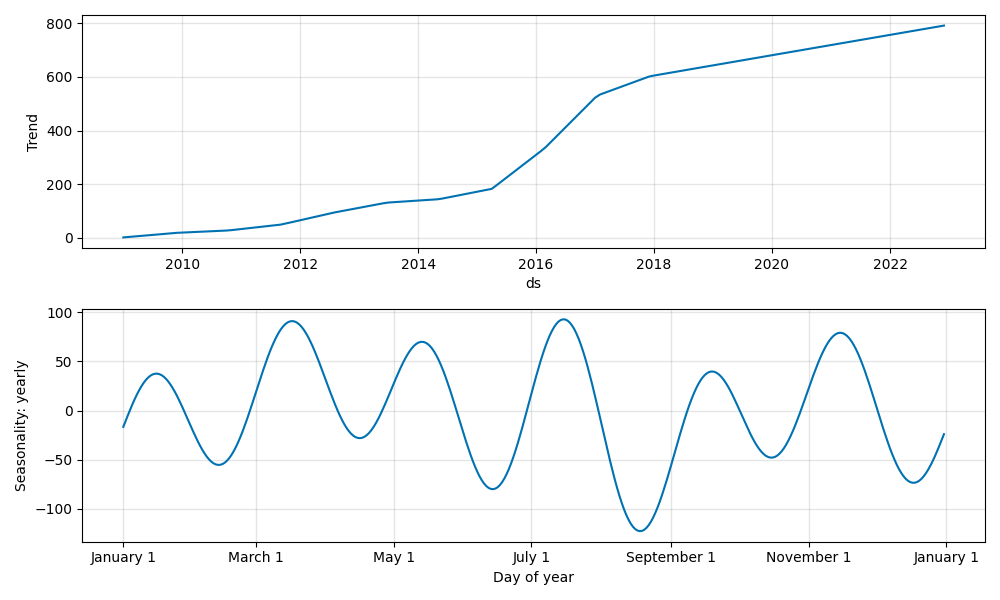 800
600
400
200
0
Trend
2010 2012 2014 2016 2018 2020 2022
ds
100
50
0
−50
−100
Seasonality: yearly
January 1 March 1 May 1 July 1 September 1 November 1 January 1
Day of year